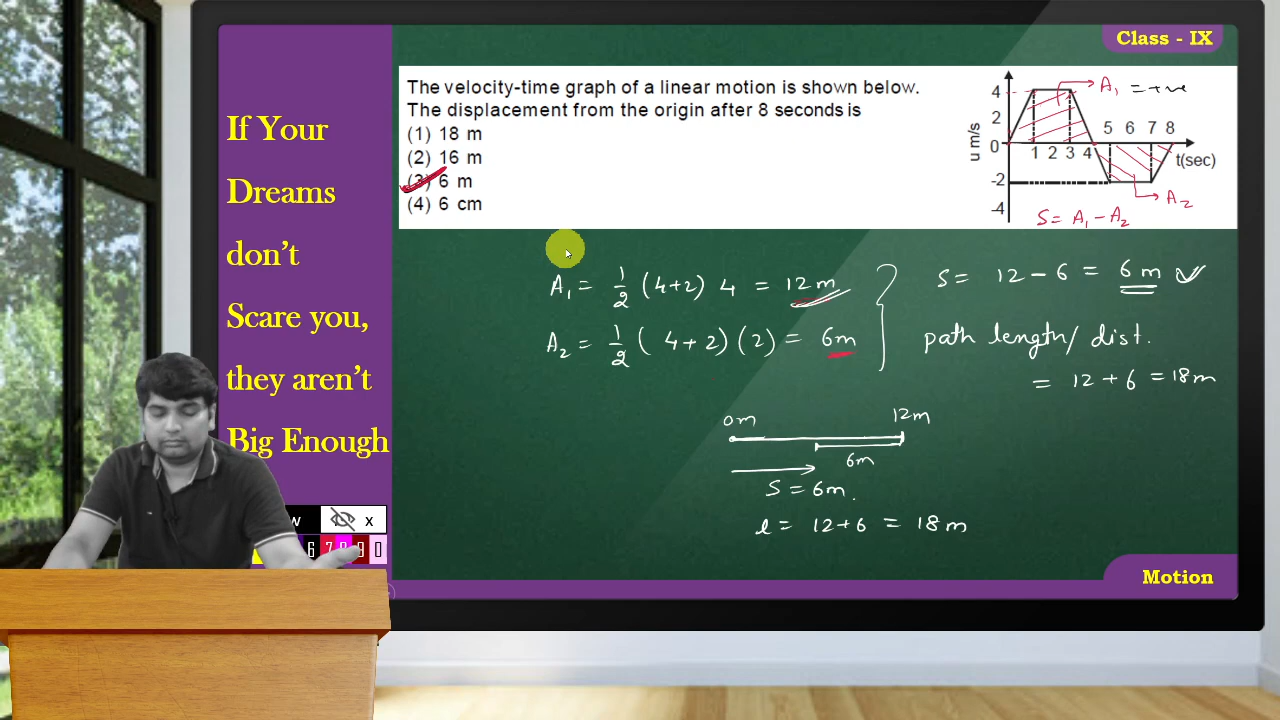 Class - IX
If Your
Dreams
don't
Scare you,
they aren't
Big Enough
The velocity-time graph of a linear motion is shown below.
The displacement from the origin after 8 seconds is
(1) 18 m
(2) 16 m
(3) 6 m
(4) 6 cm
4
2
0
-2
-4
u m/s
1 2 3 4
5 6 7 8
t(sec)
A₁ = +ve
A₂
S = A₁ - A₂
A₁ = 1/2 (4+2) 4 = 12 m
A₂ = 1/2 (4+2)(2) = 6m
S = 12 - 6 = 6 m
path length/ dist.
= 12 + 6 = 18 m
0m 12m
6m
S = 6m.
l = 12+6 = 18 m
x
0
Motion